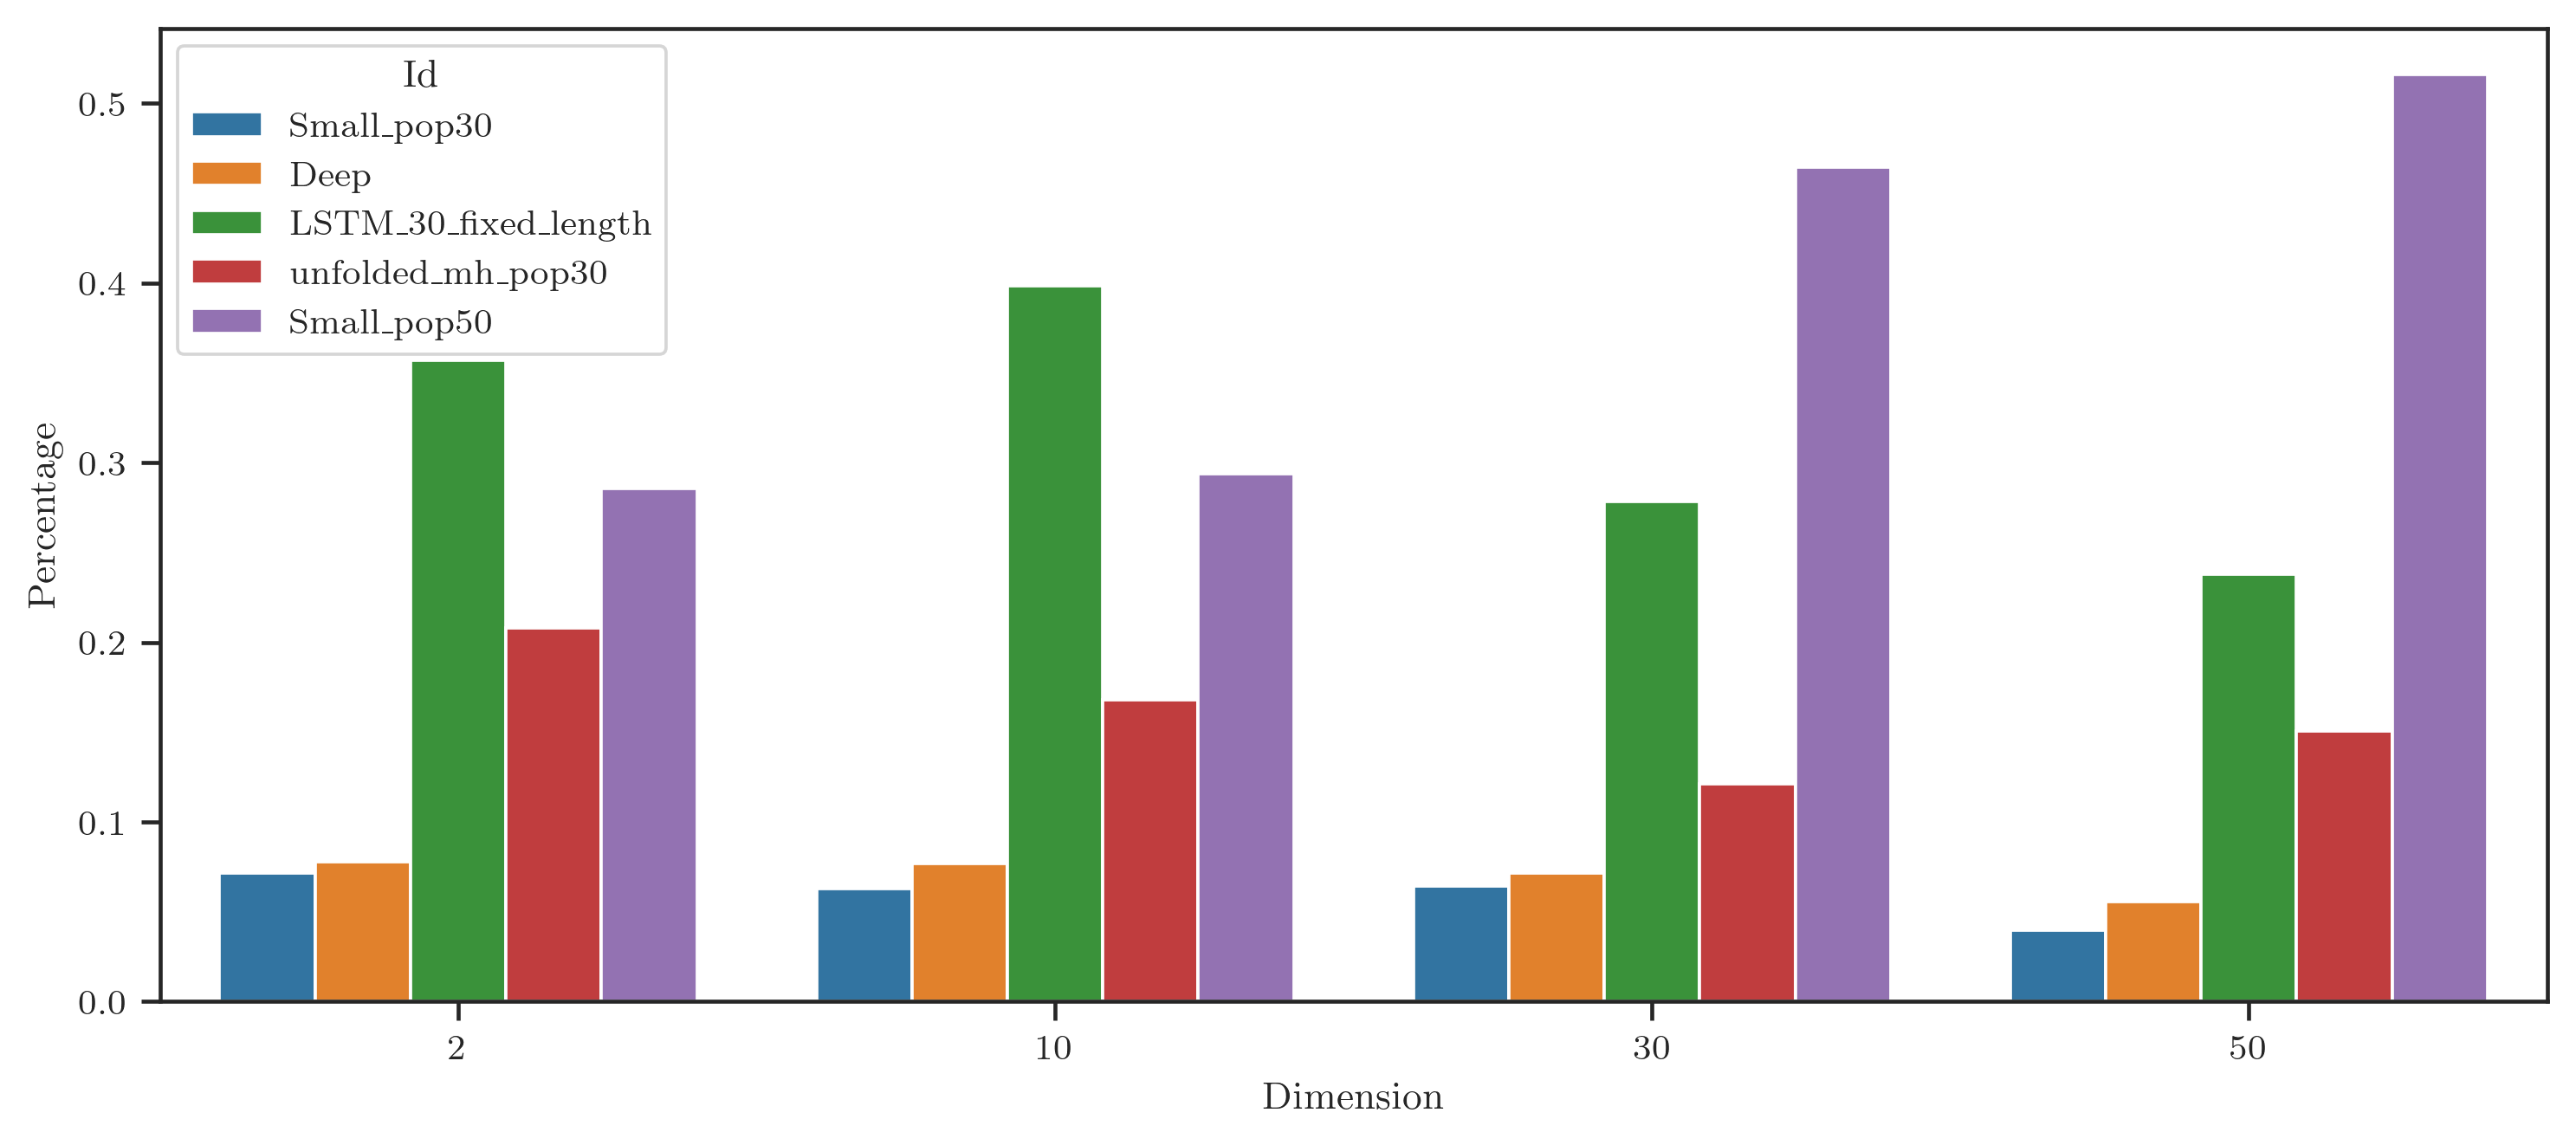 Id
Small_pop30
Deep
LSTM_30_fixed_length
unfolded_mh_pop30
Small_pop50
Percentage
0.5
0.4
0.3
0.2
0.1
0.0
2 10 30 50
Dimension